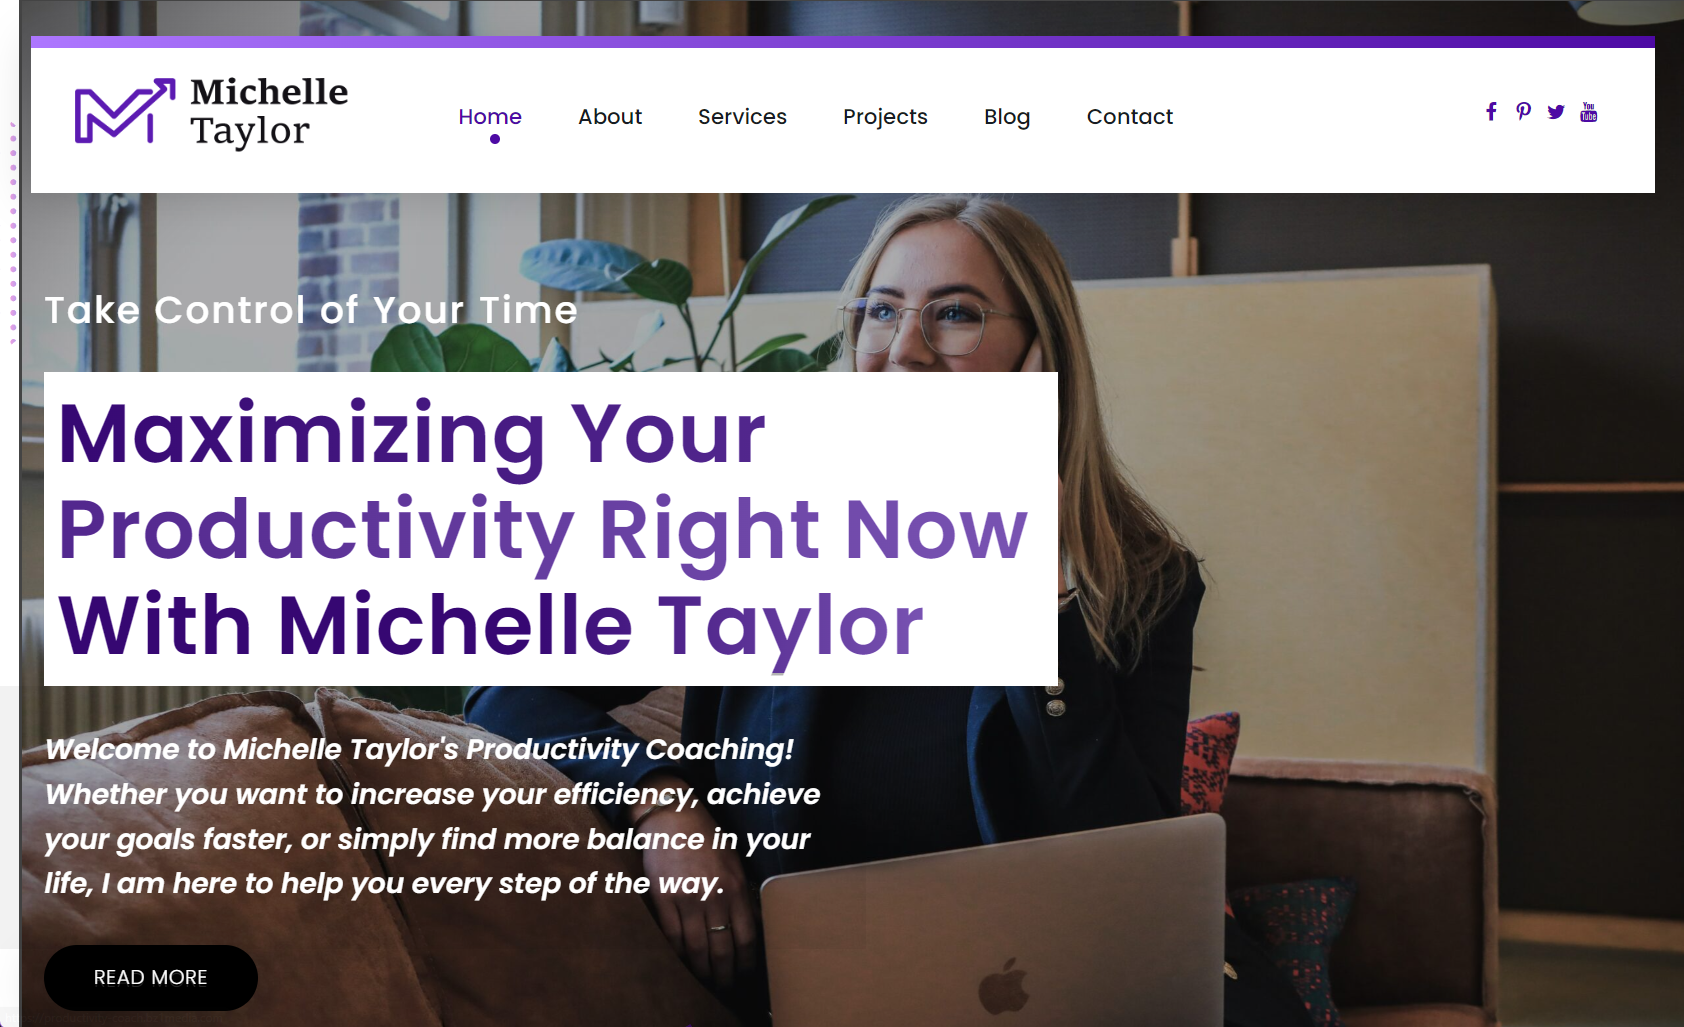 Michelle
Taylor
Home
About
Services
Projects
Blog
Contact
You
Tube
Take Control of Your Time
Maximizing Your
Productivity Right Now
With Michelle Taylor
Welcome to Michelle Taylor's Productivity Coaching!
Whether you want to increase your efficiency, achieve
your goals faster, or simply find more balance in your
life, I am here to help you every step of the way.
READ MORE